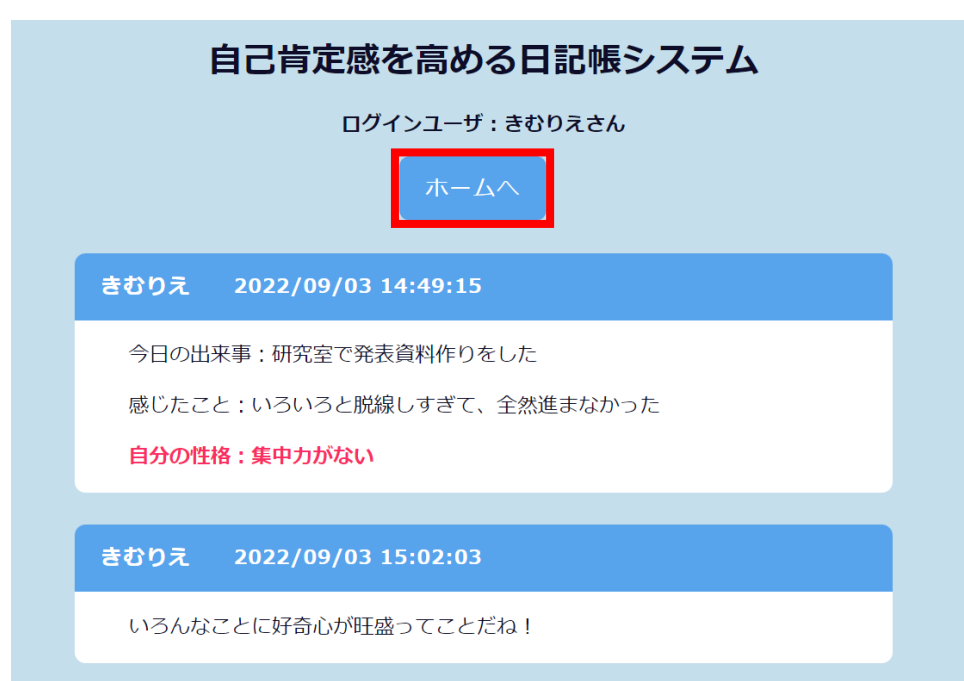 自己肯定感を高める日記帳システム
ログインユーザ：きむりえさん
ホームへ
きむりえ 2022/09/03 14:49:15
今日の出来事：研究室で発表資料作りをした
感じたこと：いろいろと脱線しすぎて、全然進まなかった
自分の性格：集中力がない
きむりえ 2022/09/03 15:02:03
いろんなことに好奇心が旺盛ってことだね！